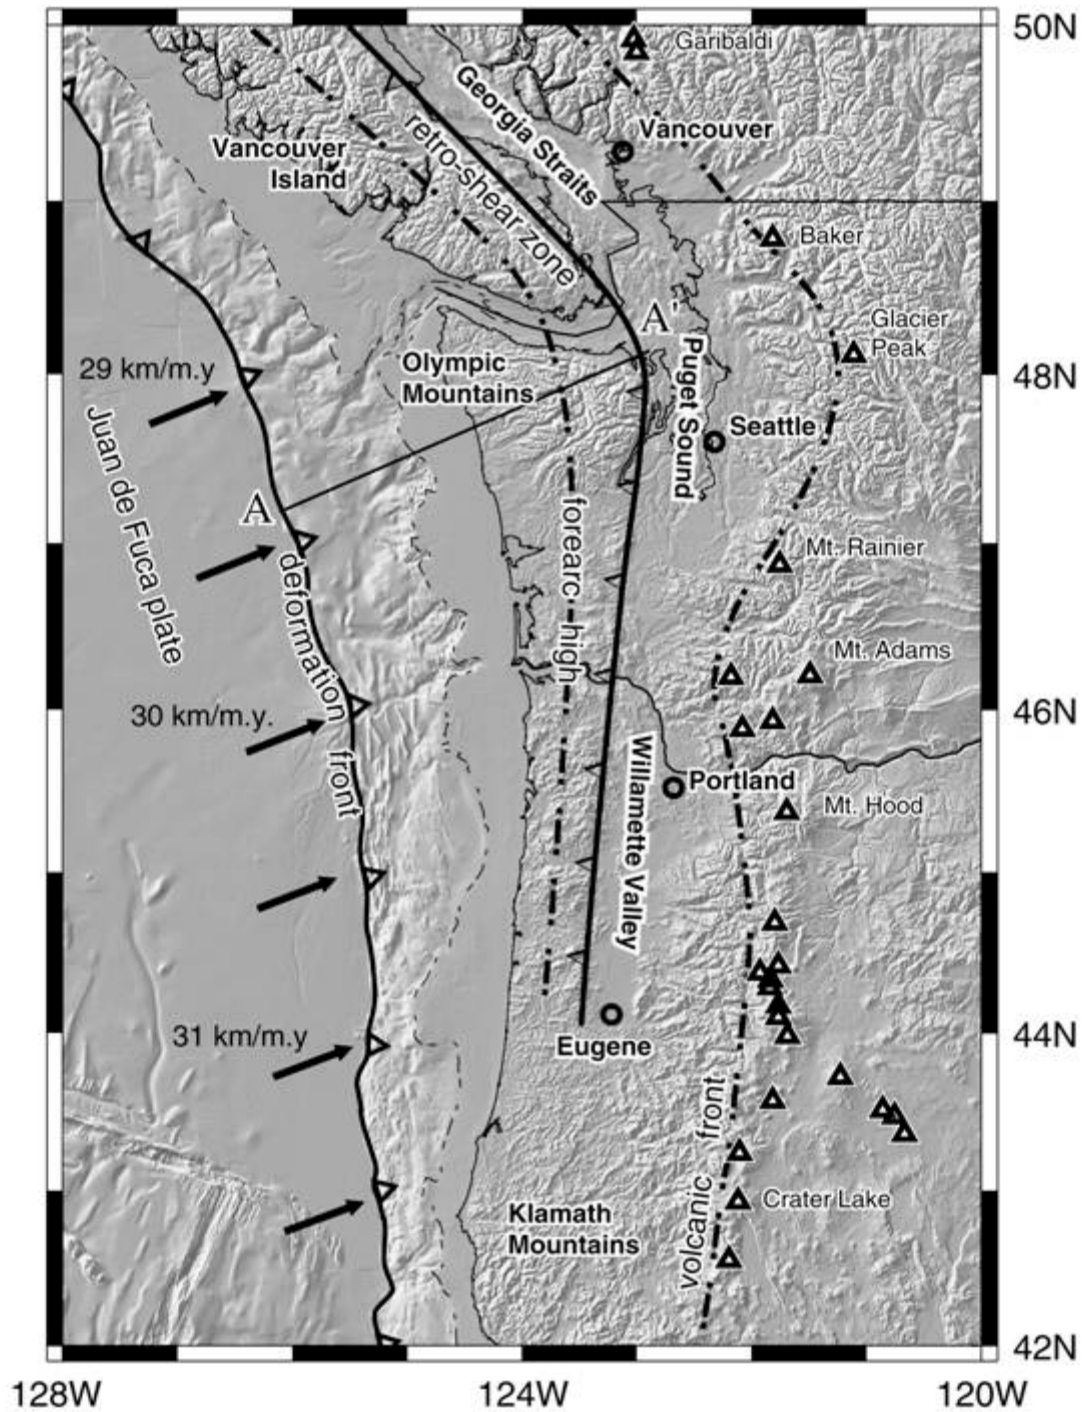 50N
Garibaldi
Georgia Straits
Vancouver
retro-shear zone
Vancouver
Island
Baker
Glacier
Peak
A'
29 km/m.y
Olympic
Mountains
48N
Puget Sound
Seattle
Juan de Fuca plate
A
forearc high
deformation front
Mt. Rainier
Mt. Adams
30 km/m.y.
46N
Willamette Valley
Portland
Mt. Hood
31 km/m.y
Eugene
44N
volcanic front
Crater Lake
Klamath
Mountains
42N
128W
124W
120W